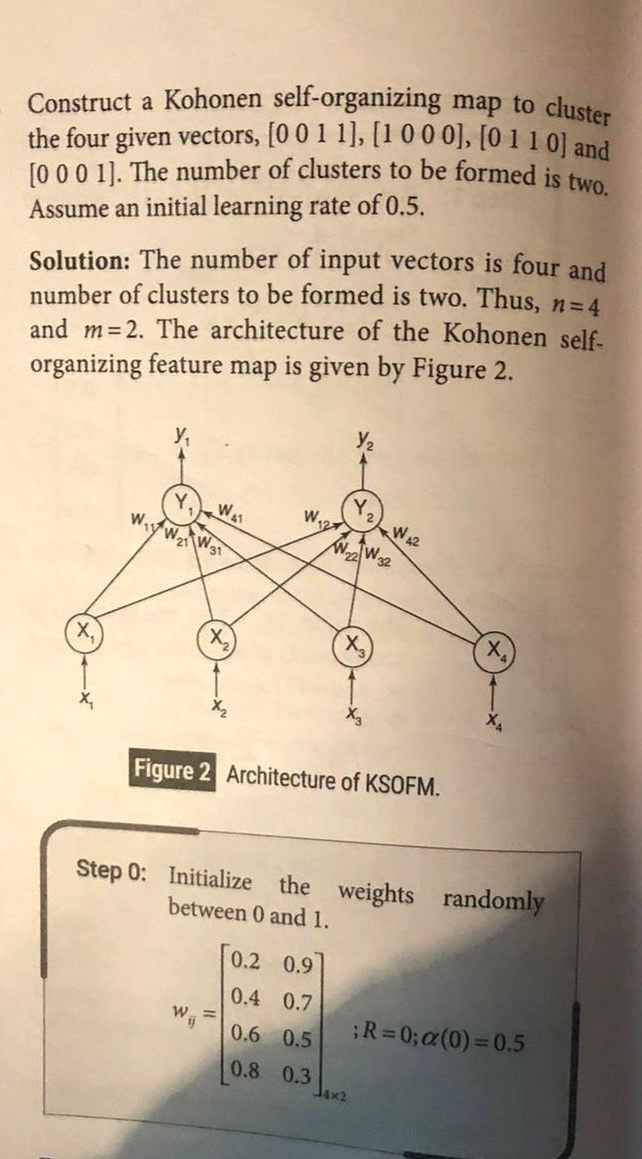 Construct a Kohonen self-organizing map to cluster
the four given vectors, [0 0 1 1], [1 0 0 0], [0 1 1 0] and
[0 0 0 1]. The number of clusters to be formed is two.
Assume an initial learning rate of 0.5.
Solution: The number of input vectors is four and
number of clusters to be formed is two. Thus, n=4
and m=2. The architecture of the Kohonen self-
organizing feature map is given by Figure 2.
y₁ y₂
Y₁ Y₂
W₁₁ W₂₁ W₃₁ W₄₁ W₁₂ W₂₂ W₃₂ W₄₂
X₁ X₂ X₃ X₄
x₁ x₂ x₃ x₄
Figure 2 Architecture of KSOFM.
Step 0: Initialize the weights randomly
between 0 and 1.
0.2 0.9
0.4 0.7
wᵢⱼ = ;R=0;α(0)=0.5
0.6 0.5
0.8 0.3
4×2